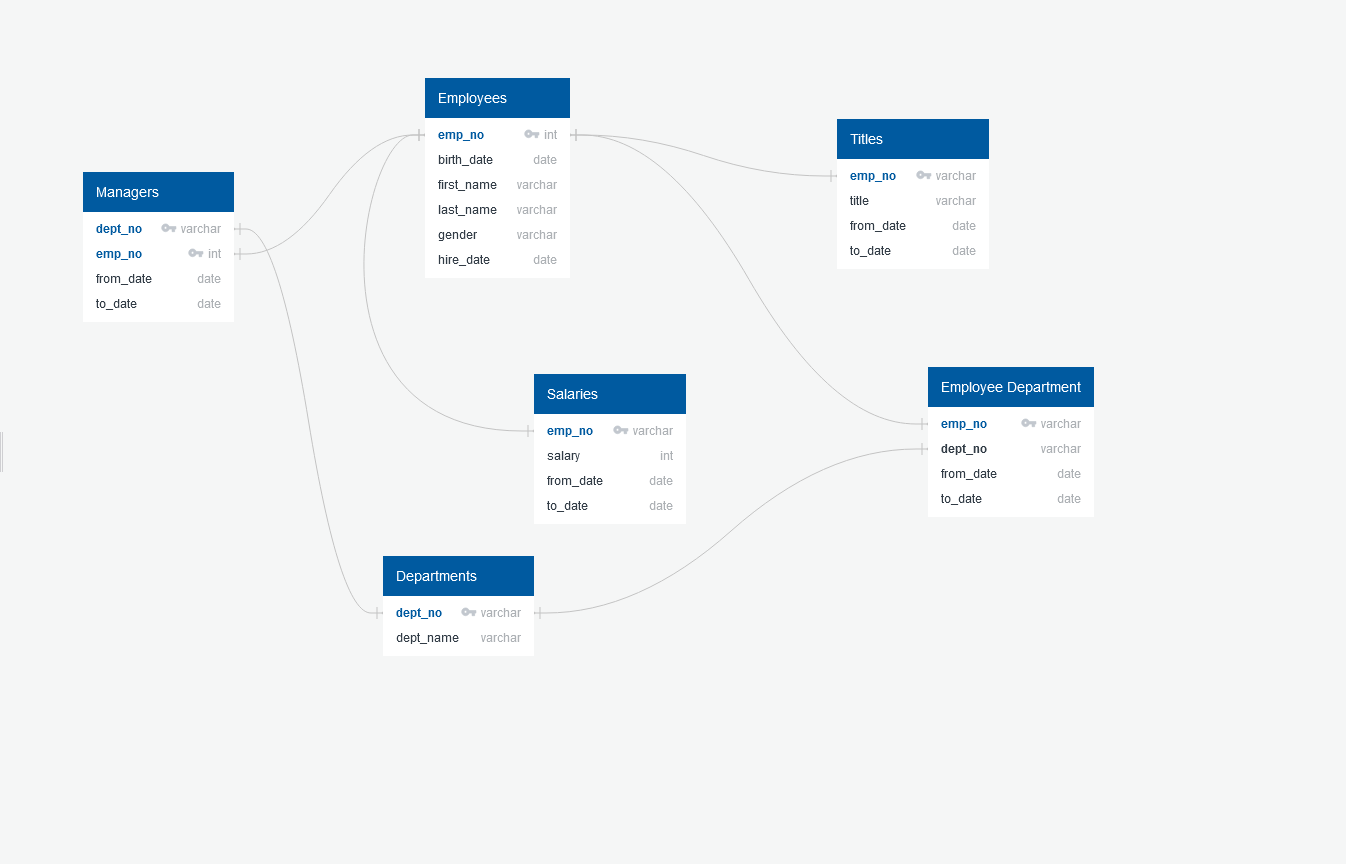 Employees
emp_no int
birth_date date
first_name varchar
last_name varchar
gender varchar
hire_date date
Titles
emp_no varchar
title varchar
from_date date
to_date date
Managers
dept_no varchar
emp_no int
from_date date
to_date date
Salaries
emp_no varchar
salary int
from_date date
to_date date
Employee Department
emp_no varchar
dept_no varchar
from_date date
to_date date
Departments
dept_no varchar
dept_name varchar